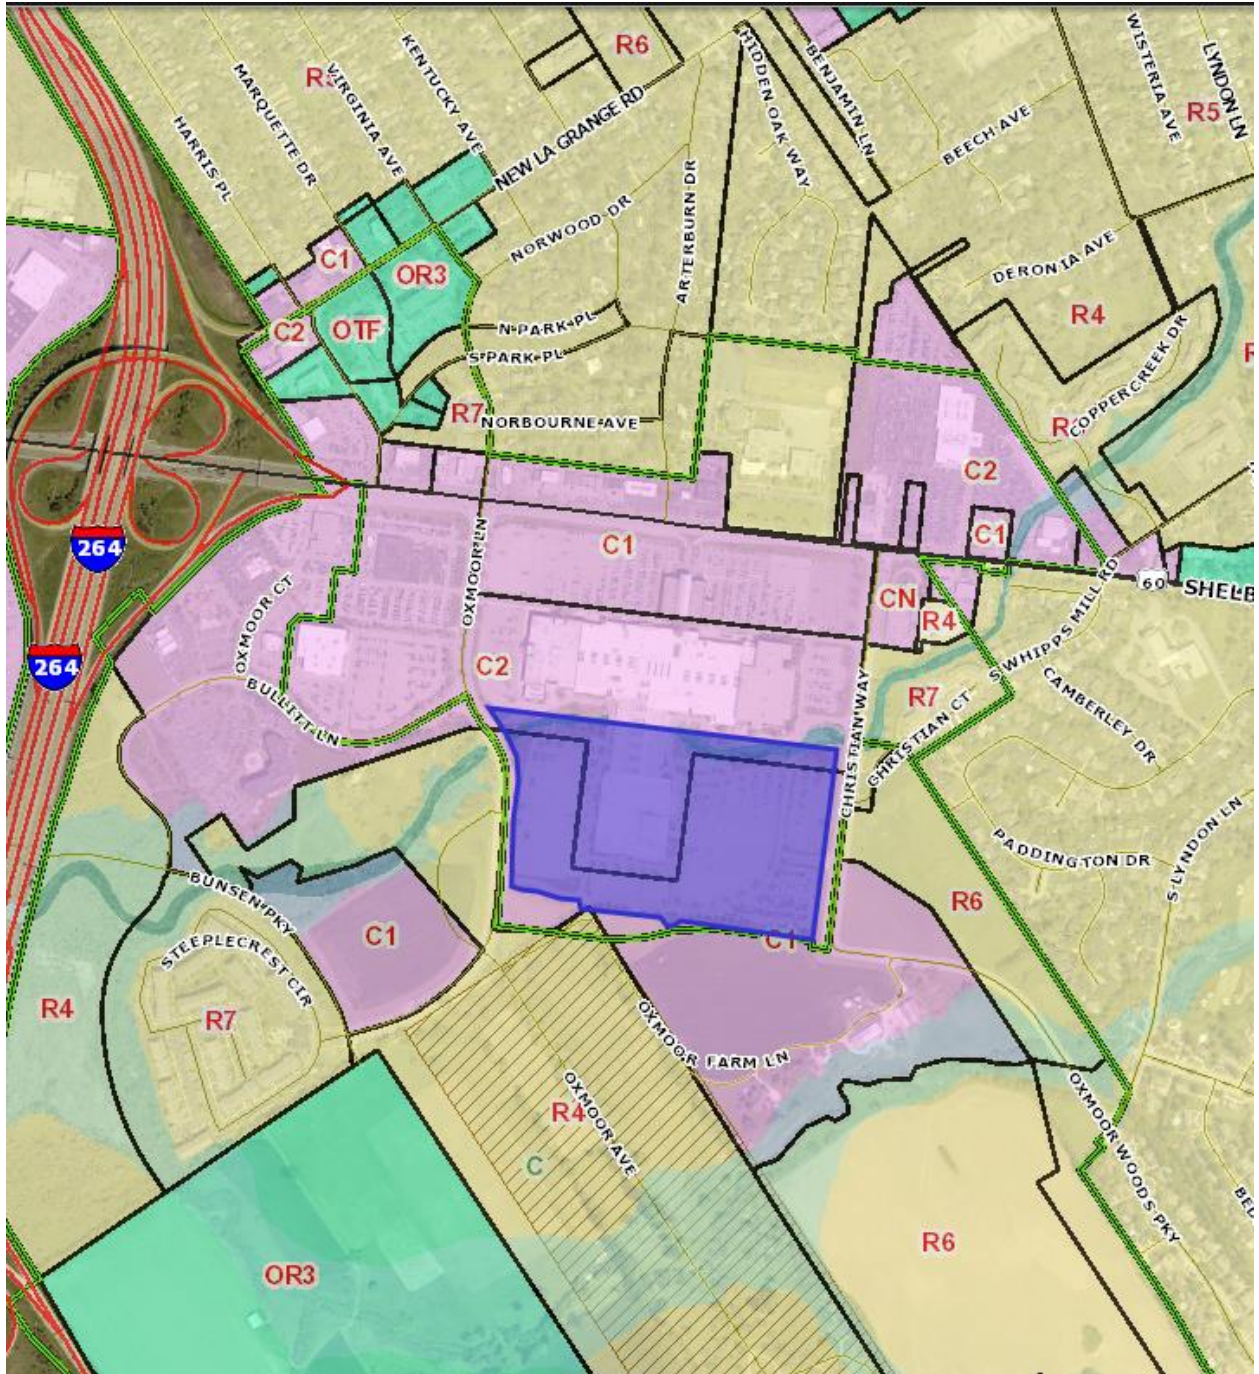 R6
KENTUCKY AVE
VIRGINIA AVE
MARQUETTE DR
HARRIS PL
HIDDEN OAK WAY
BENJAMIN LN
WISTERIA AVE
LYNDON LN
R5
BEECH AVE
NEW LA GRANGE RD
ARTERBURN DR
NORWOOD DR
C1
OR3
DERONIA AVE
R4
C2
OTF
N PARK PL
S PARK PL
COPPERCREEK DR
R7
NORBOURNE AVE
C2
264
C1
C1
OXMOOR LN
60
SHELB
CN
R4
OXMOOR CT
264
BULLITT LN
C2
S WHIPPS MILL RD
R7
CHRISTIAN CT
CAMBERLEY DR
CHRISTIAN WAY
PADDINGTON DR
S LYNDON LN
BUNSEN PKY
R6
STEEPLECREST CIR
C1
C1
R4
R7
OXMOOR FARM LN
R4
OXMOOR AVE
C
OXMOOR WOODS PKY
BED
R6
OR3